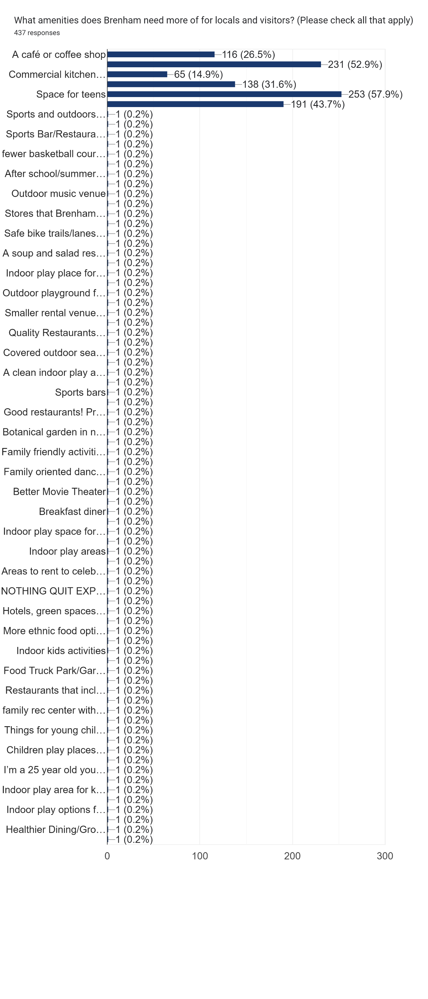 What amenities does Brenham need more of for locals and visitors? (Please check all that apply)
437 responses
A café or coffee shop 116 (26.5%)
231 (52.9%)
Commercial kitchen… 65 (14.9%)
138 (31.6%)
Space for teens 253 (57.9%)
191 (43.7%)
Sports and outdoors… 1 (0.2%)
1 (0.2%)
Sports Bar/Restaura… 1 (0.2%)
1 (0.2%)
fewer basketball cour… 1 (0.2%)
1 (0.2%)
After school/summer… 1 (0.2%)
1 (0.2%)
Outdoor music venue 1 (0.2%)
1 (0.2%)
Stores that Brenham… 1 (0.2%)
1 (0.2%)
Safe bike trails/lanes… 1 (0.2%)
1 (0.2%)
A soup and salad res… 1 (0.2%)
1 (0.2%)
Indoor play place for… 1 (0.2%)
1 (0.2%)
Outdoor playground f… 1 (0.2%)
1 (0.2%)
Smaller rental venue… 1 (0.2%)
1 (0.2%)
Quality Restaurants… 1 (0.2%)
1 (0.2%)
Covered outdoor sea… 1 (0.2%)
1 (0.2%)
A clean indoor play a… 1 (0.2%)
1 (0.2%)
Sports bars 1 (0.2%)
1 (0.2%)
Good restaurants! Pr… 1 (0.2%)
1 (0.2%)
Botanical garden in n… 1 (0.2%)
1 (0.2%)
Family friendly activiti… 1 (0.2%)
1 (0.2%)
Family oriented danc… 1 (0.2%)
1 (0.2%)
Better Movie Theater 1 (0.2%)
1 (0.2%)
Breakfast diner 1 (0.2%)
1 (0.2%)
Indoor play space for… 1 (0.2%)
1 (0.2%)
Indoor play areas 1 (0.2%)
1 (0.2%)
Areas to rent to celeb… 1 (0.2%)
1 (0.2%)
NOTHING QUIT EXP… 1 (0.2%)
1 (0.2%)
Hotels, green spaces… 1 (0.2%)
1 (0.2%)
More ethnic food opti… 1 (0.2%)
1 (0.2%)
Indoor kids activities 1 (0.2%)
1 (0.2%)
Food Truck Park/Gar… 1 (0.2%)
1 (0.2%)
Restaurants that incl… 1 (0.2%)
1 (0.2%)
family rec center with… 1 (0.2%)
1 (0.2%)
Things for young chil… 1 (0.2%)
1 (0.2%)
Children play places… 1 (0.2%)
1 (0.2%)
I’m a 25 year old you… 1 (0.2%)
1 (0.2%)
Indoor play area for k… 1 (0.2%)
1 (0.2%)
Indoor play options f… 1 (0.2%)
1 (0.2%)
Healthier Dining/Gro… 1 (0.2%)
1 (0.2%)
0 100 200 300